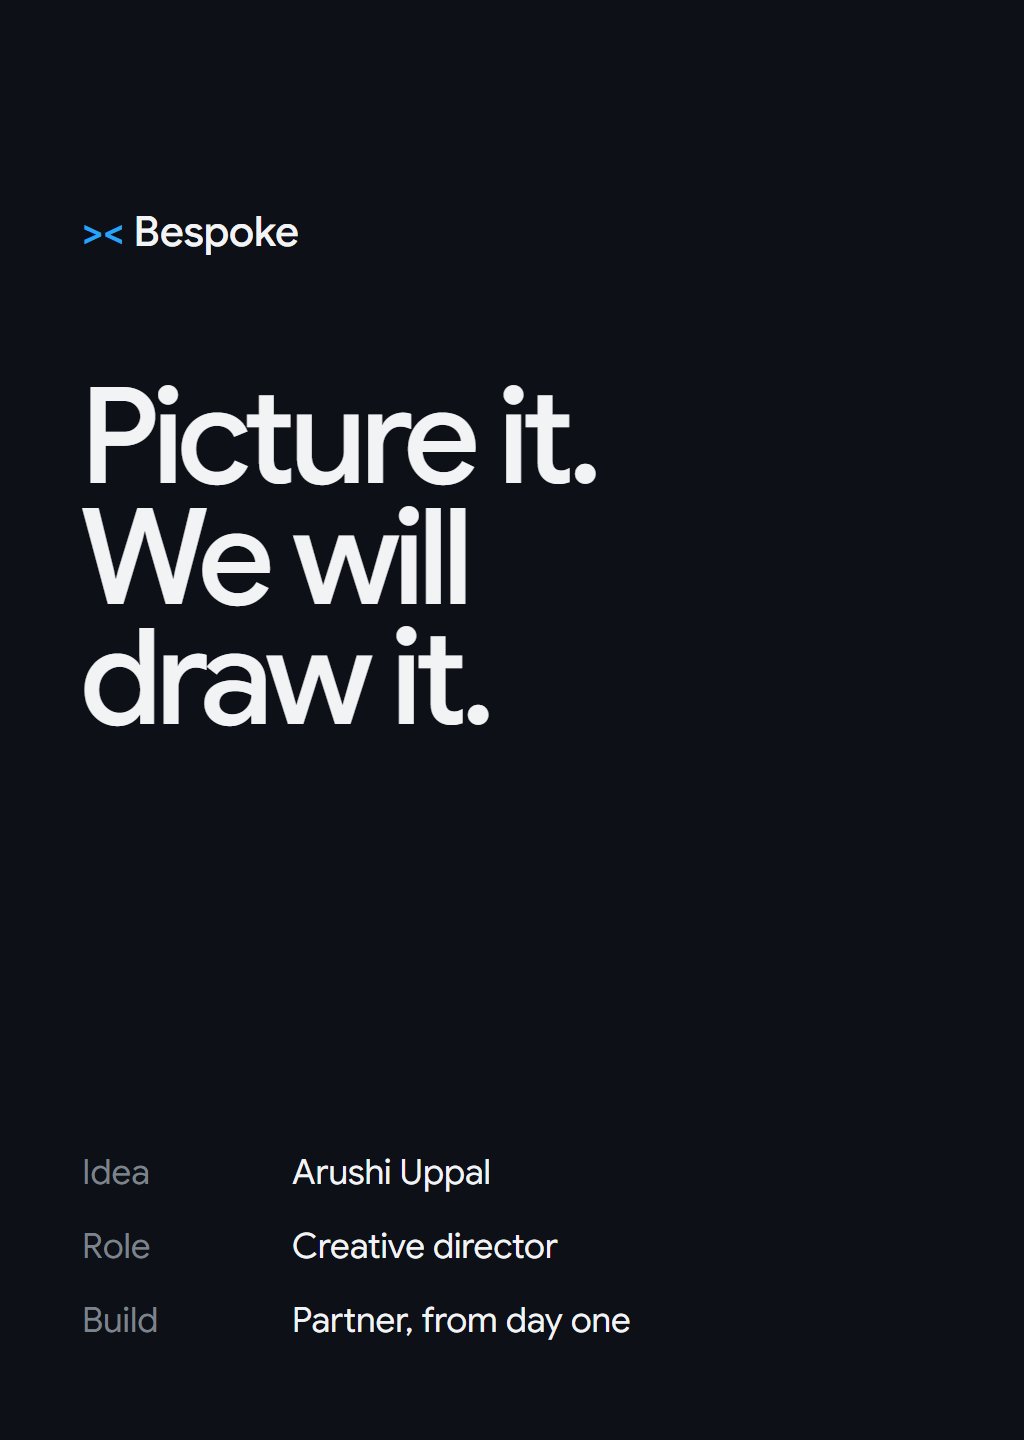 >< Bespoke
Picture it.
We will
draw it.
Idea Arushi Uppal
Role Creative director
Build Partner, from day one